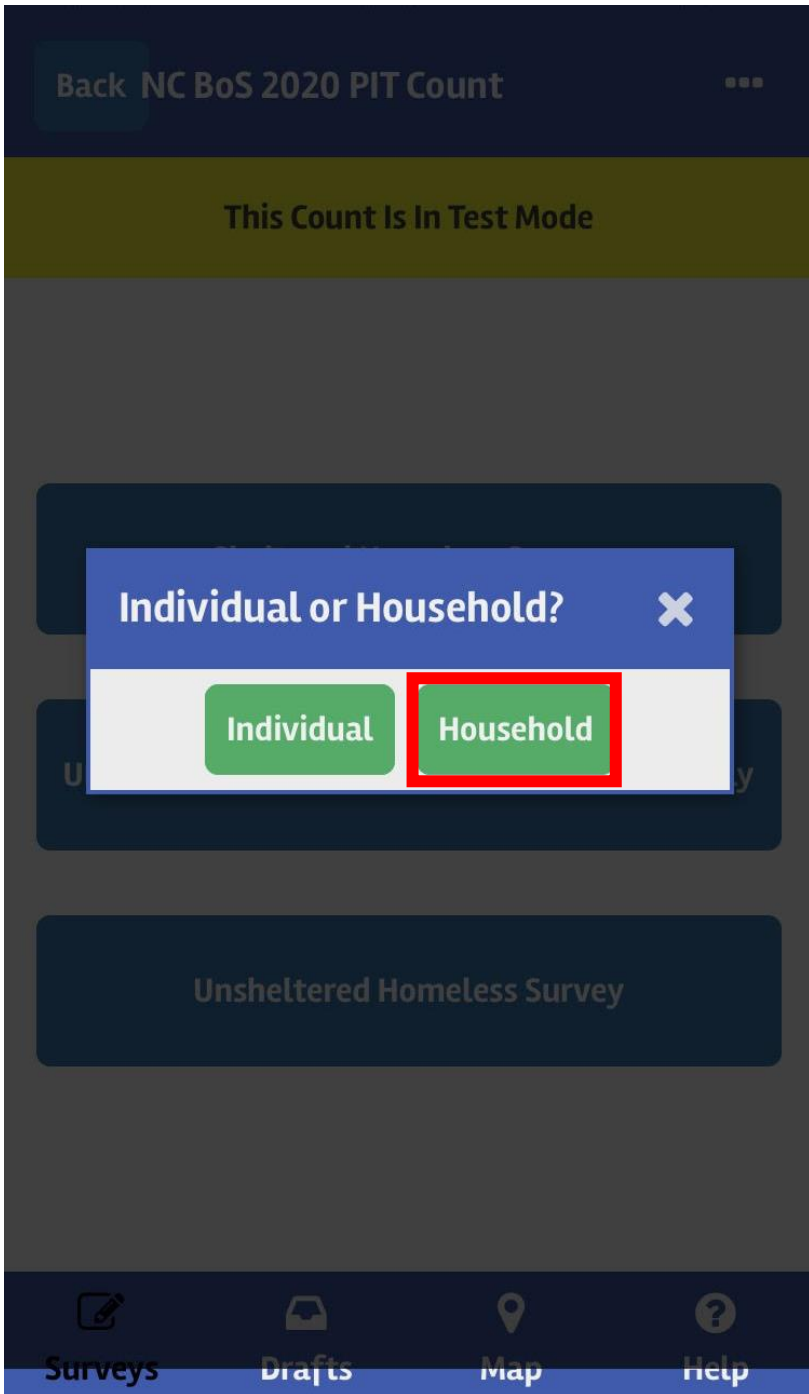 Back NC BoS 2020 PIT Count
This Count Is In Test Mode
Individual or Household?
Individual Household
Unsheltered Homeless Survey
Surveys Drafts Map Help